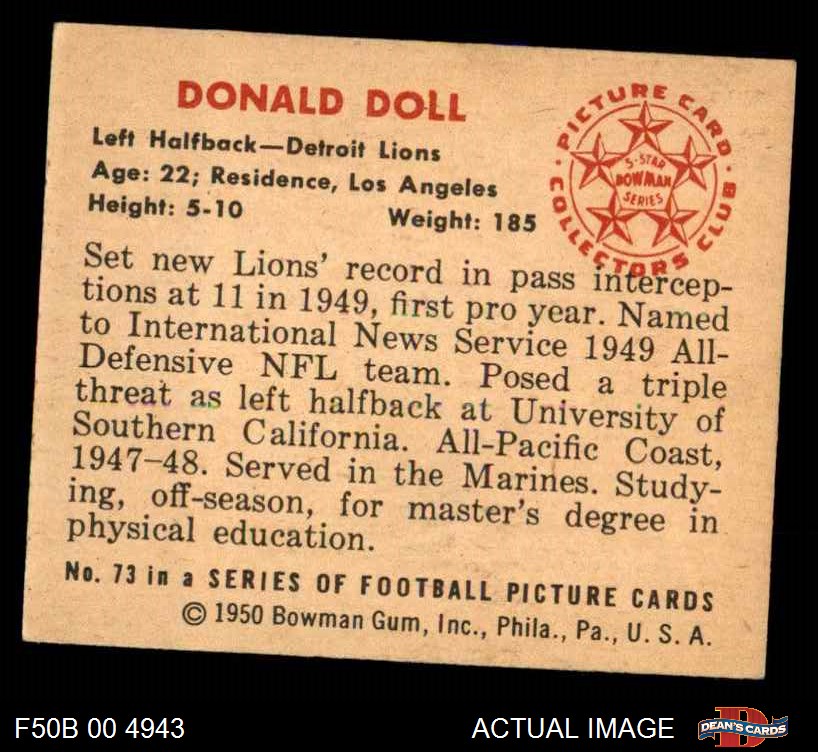 DONALD DOLL
Left Halfback—Detroit Lions
Age: 22; Residence, Los Angeles
Height: 5-10 Weight: 185
PICTURE CARD
COLLECTORS CLUB
5-STAR
BOWMAN
SERIES
Set new Lions' record in pass intercep-
tions at 11 in 1949, first pro year. Named
to International News Service 1949 All-
Defensive NFL team. Posed a triple
threat as left halfback at University of
Southern California. All-Pacific Coast,
1947–48. Served in the Marines. Study-
ing, off-season, for master's degree in
physical education.
No. 73 in a SERIES OF FOOTBALL PICTURE CARDS
© 1950 Bowman Gum, Inc., Phila., Pa., U. S. A.
F50B 00 4943 ACTUAL IMAGE D DEAN'S CARDS